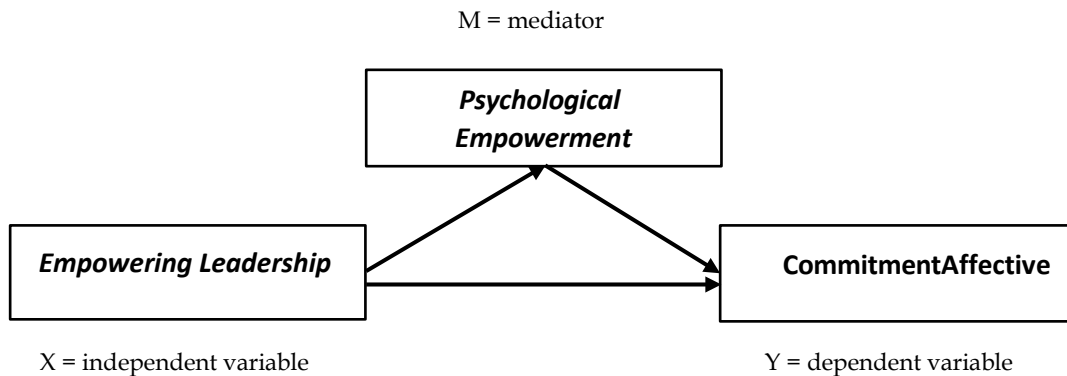 M = mediator
Psychological
Empowerment
Empowering Leadership
CommitmentAffective
X = independent variable
Y = dependent variable